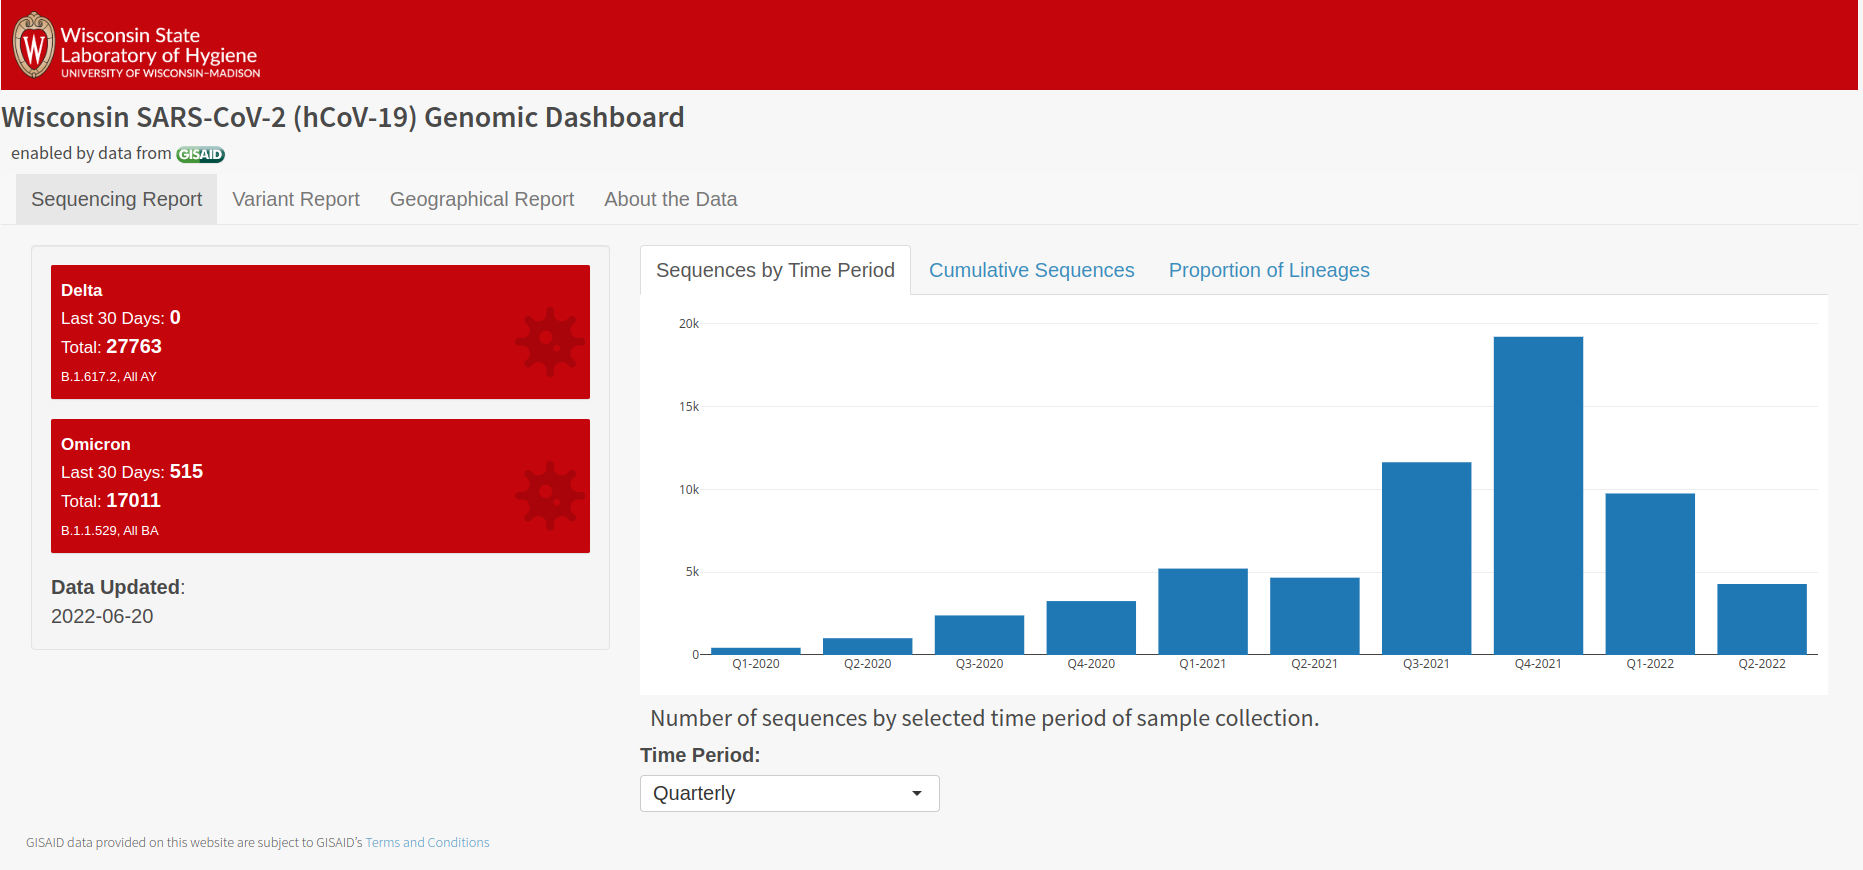 W
Wisconsin State
Laboratory of Hygiene
UNIVERSITY OF WISCONSIN–MADISON
Wisconsin SARS-CoV-2 (hCoV-19) Genomic Dashboard
enabled by data from GISAID
Sequencing Report Variant Report Geographical Report About the Data
Delta
Last 30 Days: 0
Total: 27763
B.1.617.2, All AY
Omicron
Last 30 Days: 515
Total: 17011
B.1.1.529, All BA
Data Updated:
2022-06-20
Sequences by Time Period Cumulative Sequences Proportion of Lineages
20k
15k
10k
5k
0
Q1-2020 Q2-2020 Q3-2020 Q4-2020 Q1-2021 Q2-2021 Q3-2021 Q4-2021 Q1-2022 Q2-2022
Number of sequences by selected time period of sample collection.
Time Period:
Quarterly
GISAID data provided on this website are subject to GISAID's Terms and Conditions